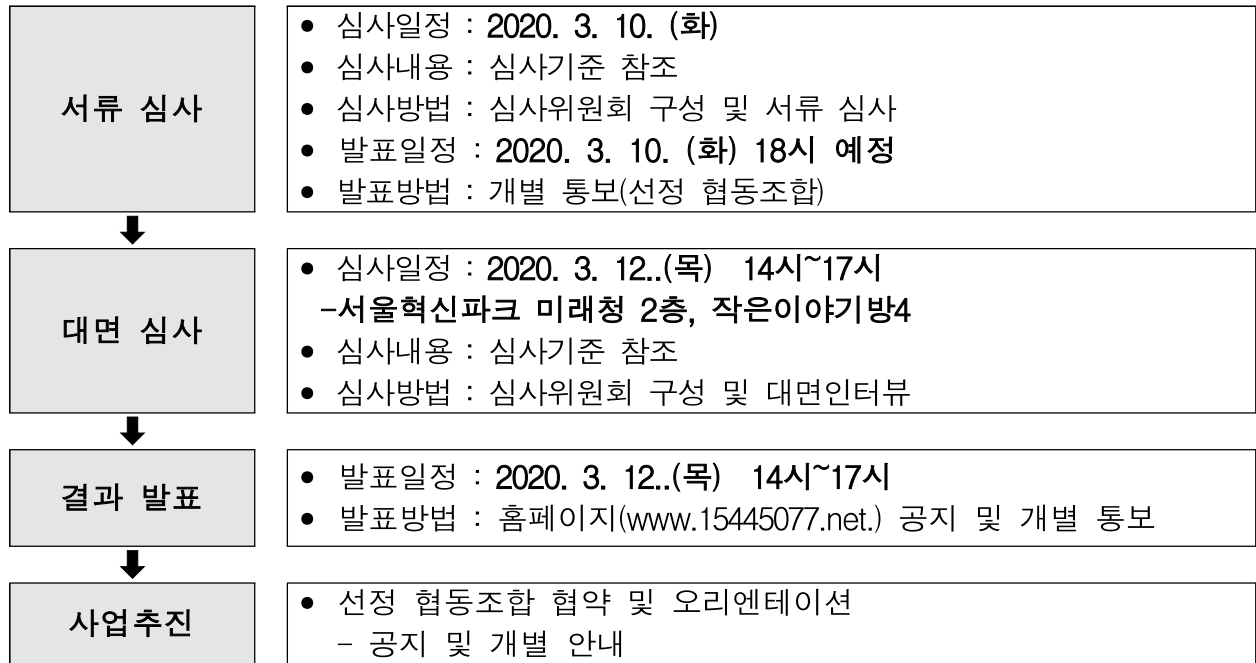 서류 심사
• 심사일정 : 2020. 3. 10. (화)
• 심사내용 : 심사기준 참조
• 심사방법 : 심사위원회 구성 및 서류 심사
• 발표일정 : 2020. 3. 10. (화) 18시 예정
• 발표방법 : 개별 통보(선정 협동조합)
대면 심사
• 심사일정 : 2020. 3. 12..(목) 14시~17시
-서울혁신파크 미래청 2층, 작은이야기방4
• 심사내용 : 심사기준 참조
• 심사방법 : 심사위원회 구성 및 대면인터뷰
결과 발표
• 발표일정 : 2020. 3. 12..(목) 14시~17시
• 발표방법 : 홈페이지(www.15445077.net.) 공지 및 개별 통보
사업추진
• 선정 협동조합 협약 및 오리엔테이션
- 공지 및 개별 안내